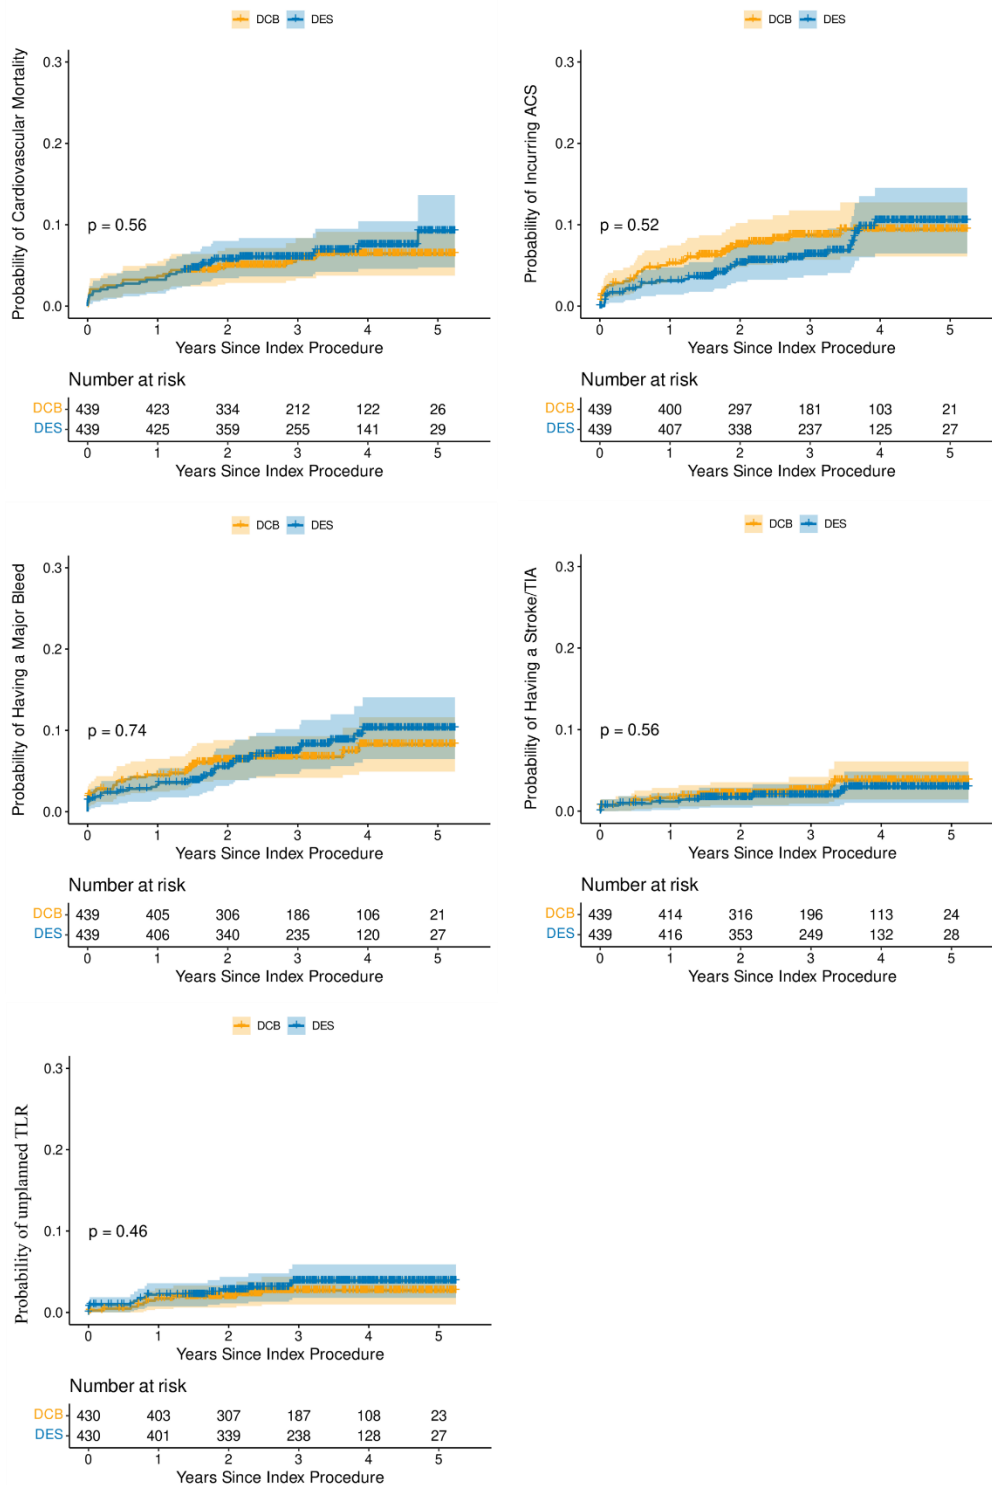 DCB DES
Probability of Cardiovascular Mortality
0.3
0.2
0.1
0.0
p = 0.56
0 1 2 3 4 5
Years Since Index Procedure
Number at risk
DCB 439 423 334 212 122 26
DES 439 425 359 255 141 29
0 1 2 3 4 5
Years Since Index Procedure
DCB DES
Probability of Incurring ACS
0.3
0.2
0.1
0.0
p = 0.52
0 1 2 3 4 5
Years Since Index Procedure
Number at risk
DCB 439 400 297 181 103 21
DES 439 407 338 237 125 27
0 1 2 3 4 5
Years Since Index Procedure
DCB DES
Probability of Having a Major Bleed
0.3
0.2
0.1
0.0
p = 0.74
0 1 2 3 4 5
Years Since Index Procedure
Number at risk
DCB 439 405 306 186 106 21
DES 439 406 340 235 120 27
0 1 2 3 4 5
Years Since Index Procedure
DCB DES
Probability of Having a Stroke/TIA
0.3
0.2
0.1
0.0
p = 0.56
0 1 2 3 4 5
Years Since Index Procedure
Number at risk
DCB 439 414 316 196 113 24
DES 439 416 353 249 132 28
0 1 2 3 4 5
Years Since Index Procedure
DCB DES
Probability of unplanned TLR
0.3
0.2
0.1
0.0
p = 0.46
0 1 2 3 4 5
Years Since Index Procedure
Number at risk
DCB 430 403 307 187 108 23
DES 430 401 339 238 128 27
0 1 2 3 4 5
Years Since Index Procedure